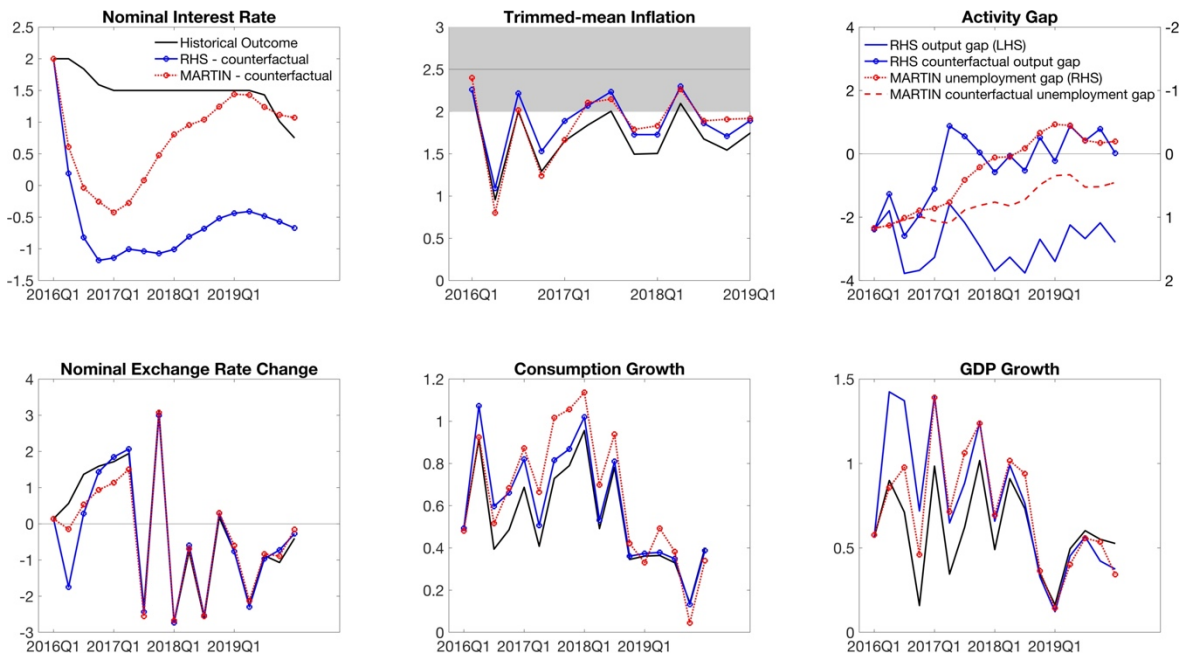 Nominal Interest Rate
Historical Outcome
RHS - counterfactual
MARTIN - counterfactual
2.5
2
1.5
1
0.5
0
-0.5
-1
-1.5
2016Q1 2017Q1 2018Q1 2019Q1
Trimmed-mean Inflation
3
2.5
2
1.5
1
0.5
0
2016Q1 2017Q1 2018Q1 2019Q1
Activity Gap
RHS output gap (LHS)
RHS counterfactual output gap
MARTIN unemployment gap (RHS)
MARTIN counterfactual unemployment gap
4
2
0
-2
-4
-2
-1
0
1
2
2016Q1 2017Q1 2018Q1 2019Q1
Nominal Exchange Rate Change
4
3
2
1
0
-1
-2
-3
2016Q1 2017Q1 2018Q1 2019Q1
Consumption Growth
1.2
1
0.8
0.6
0.4
0.2
0
2016Q1 2017Q1 2018Q1 2019Q1
GDP Growth
1.5
1
0.5
0
2016Q1 2017Q1 2018Q1 2019Q1